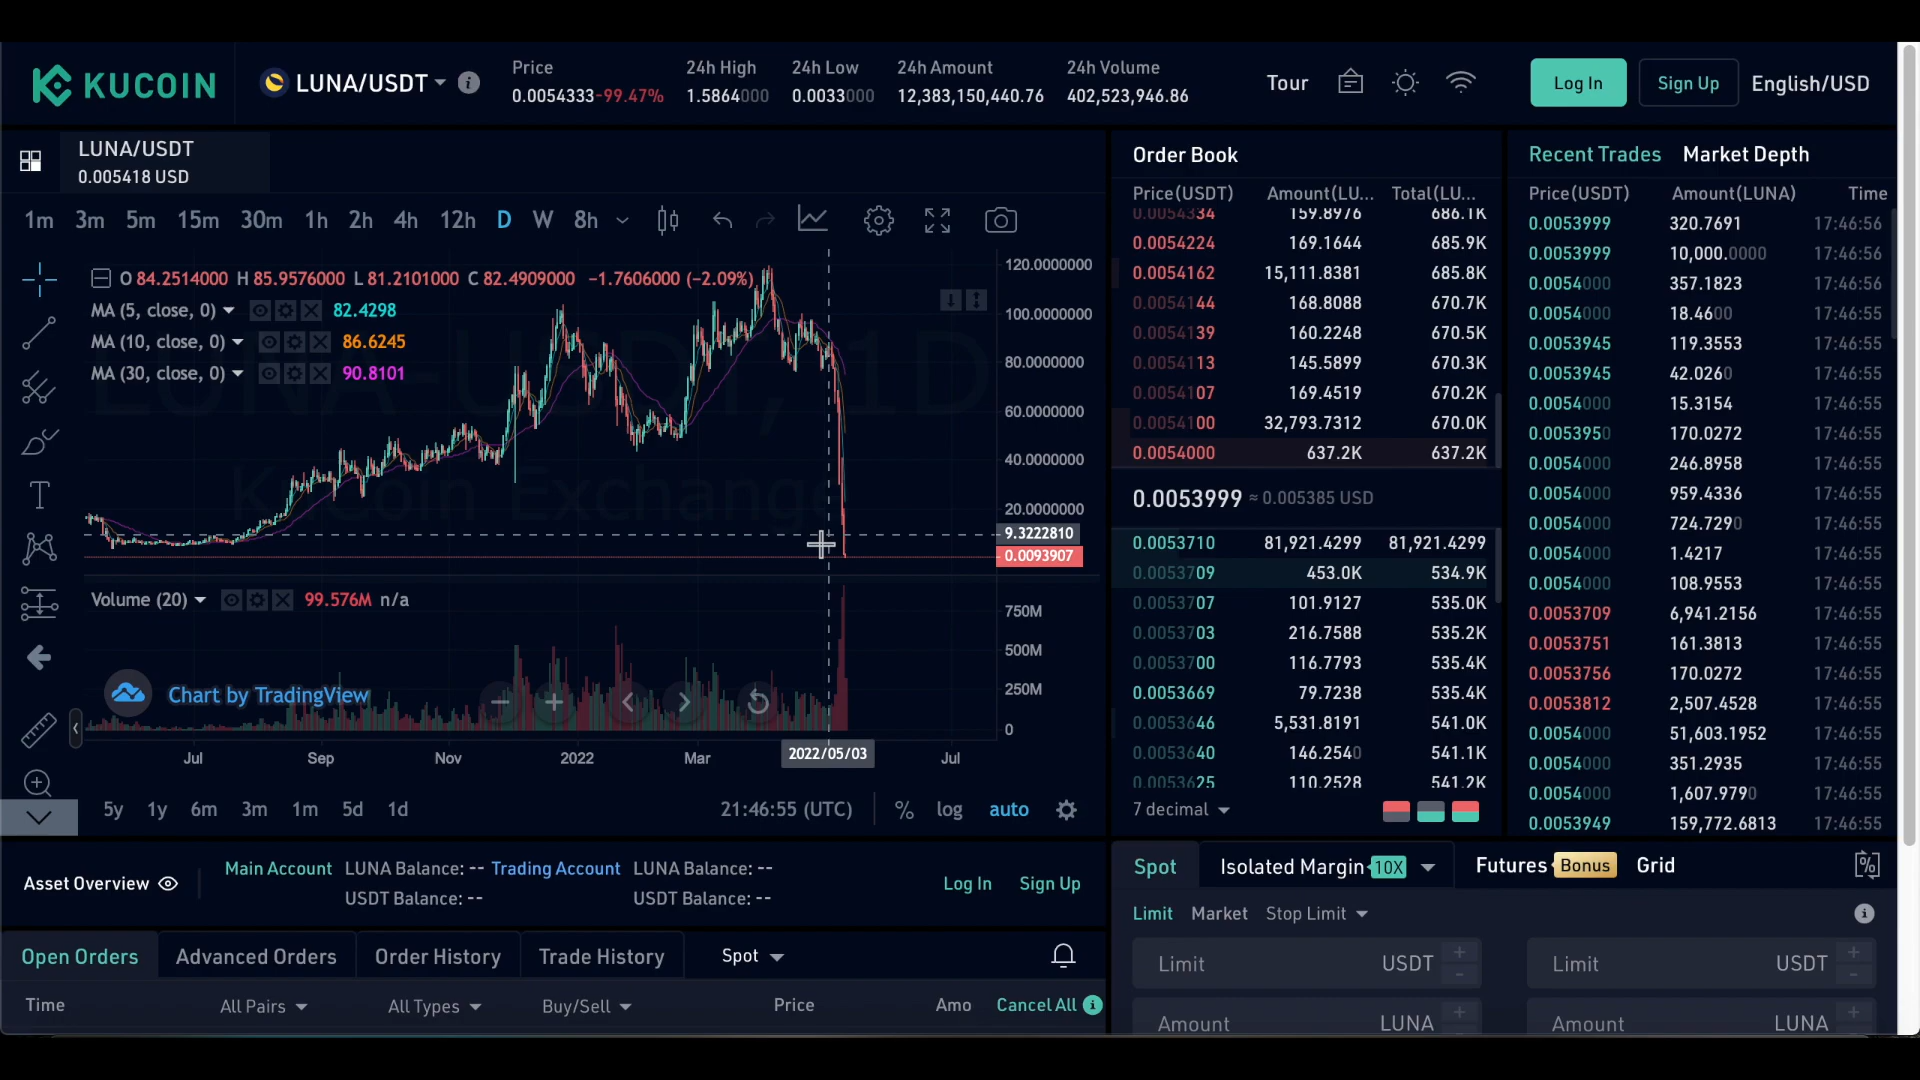 KUCOIN
LUNA/USDT
Price
0.0054333-99.47%
24h High
1.5864000
24h Low
0.0033000
24h Amount
12,383,150,440.76
24h Volume
402,523,946.86
Tour
Log In
Sign Up
English/USD
LUNA/USDT
0.005418 USD
1m 3m 5m 15m 30m 1h 2h 4h 12h D W 8h
O 84.2514000 H 85.9576000 L 81.2101000 C 82.4909000 −1.7606000 (−2.09%)
MA (5, close, 0) 82.4298
MA (10, close, 0) 86.6245
MA (30, close, 0) 90.8101
LUNA-USDT, 1D
KuCoin Exchange
120.0000000
100.0000000
80.0000000
60.0000000
40.0000000
20.0000000
9.3222810
0.0093907
Volume (20) 99.576M n/a
750M
500M
250M
0
Chart by TradingView
Jul Sep Nov 2022 Mar 2022/05/03 Jul
5y 1y 6m 3m 1m 5d 1d
21:46:55 (UTC) % log auto
Order Book
Price(USDT) Amount(LU... Total(LU...
0.0054334 159.8976 686.1K
0.0054224 169.1644 685.9K
0.0054162 15,111.8381 685.8K
0.0054144 168.8088 670.7K
0.0054139 160.2248 670.5K
0.0054113 145.5899 670.3K
0.0054107 169.4519 670.2K
0.0054100 32,793.7312 670.0K
0.0054000 637.2K 637.2K
0.0053999 ≈ 0.005385 USD
0.0053710 81,921.4299 81,921.4299
0.0053709 453.0K 534.9K
0.0053707 101.9127 535.0K
0.0053703 216.7588 535.2K
0.0053700 116.7793 535.4K
0.0053669 79.7238 535.4K
0.0053646 5,531.8191 541.0K
0.0053640 146.2540 541.1K
0.0053625 110.2528 541.2K
7 decimal
Recent Trades Market Depth
Price(USDT) Amount(LUNA) Time
0.0053999 320.7691 17:46:56
0.0053999 10,000.0000 17:46:56
0.0054000 357.1823 17:46:56
0.0054000 18.4600 17:46:55
0.0053945 119.3553 17:46:55
0.0053945 42.0260 17:46:55
0.0054000 15.3154 17:46:55
0.0053950 170.0272 17:46:55
0.0054000 246.8958 17:46:55
0.0054000 959.4336 17:46:55
0.0054000 724.7290 17:46:55
0.0054000 1.4217 17:46:55
0.0054000 108.9553 17:46:55
0.0053709 6,941.2156 17:46:55
0.0053751 161.3813 17:46:55
0.0053756 170.0272 17:46:55
0.0053812 2,507.4528 17:46:55
0.0054000 51,603.1952 17:46:55
0.0054000 351.2935 17:46:55
0.0054000 1,607.9790 17:46:55
0.0053949 159,772.6813 17:46:55
Asset Overview
Main Account LUNA Balance: -- Trading Account LUNA Balance: --
USDT Balance: -- USDT Balance: --
Log In Sign Up
Open Orders Advanced Orders Order History Trade History Spot
Time All Pairs All Types Buy/Sell Price Amo Cancel All
Spot Isolated Margin 10X Futures Bonus Grid
Limit Market Stop Limit
Limit USDT Limit USDT
Amount LUNA Amount LUNA